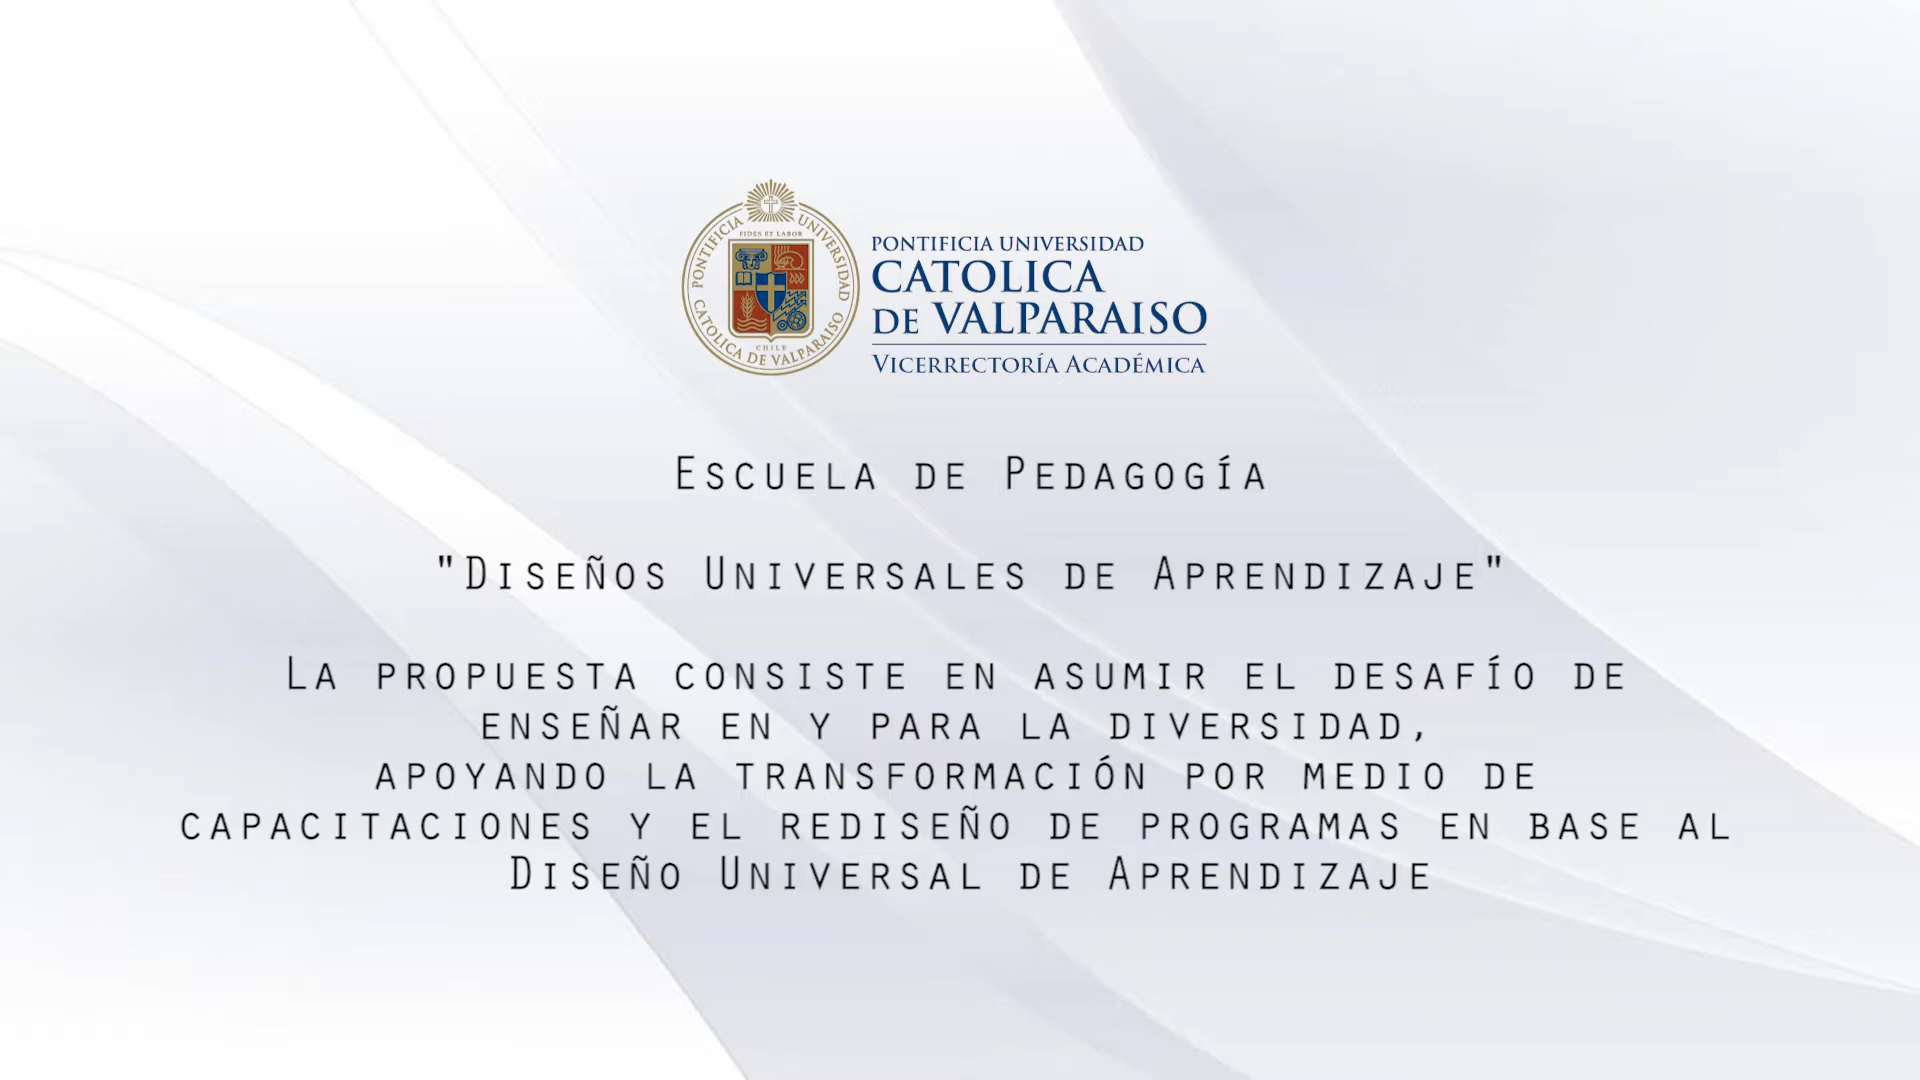 FIDES ET LABOR
PONTIFICIA UNIVERSIDAD
CATOLICA DE VALPARAISO
CHILE
PONTIFICIA UNIVERSIDAD
CATOLICA
DE VALPARAISO
VICERRECTORÍA ACADÉMICA
ESCUELA DE PEDAGOGÍA
"DISEÑOS UNIVERSALES DE APRENDIZAJE"
LA PROPUESTA CONSISTE EN ASUMIR EL DESAFÍO DE
ENSEÑAR EN Y PARA LA DIVERSIDAD,
APOYANDO LA TRANSFORMACIÓN POR MEDIO DE
CAPACITACIONES Y EL REDISEÑO DE PROGRAMAS EN BASE AL
DISEÑO UNIVERSAL DE APRENDIZAJE